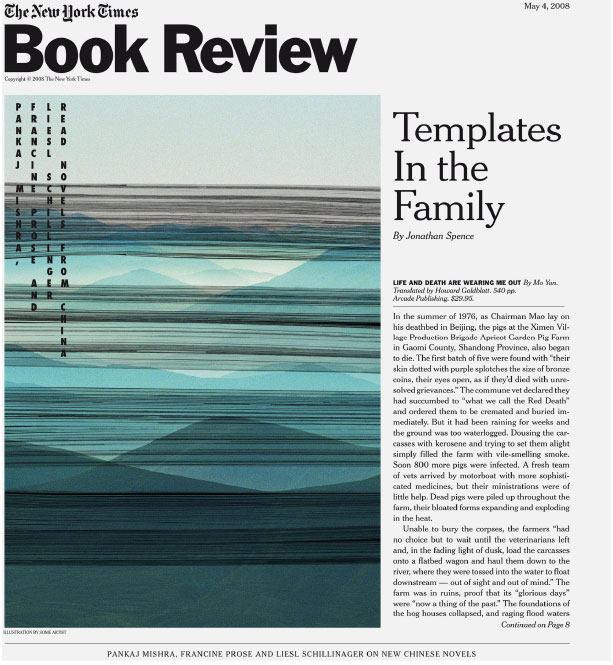 The New York Times
May 4, 2008
Book Review
Copyright © 2008 The New York Times
PANKAJ MISHRA,
FRANCINE PROSE AND
LIESL SCHILLINGER
READ NOVELS FROM CHINA
ILLUSTRATION BY SOME ARTIST
Templates
In the
Family
By Jonathan Spence
LIFE AND DEATH ARE WEARING ME OUT By Mo Yan.
Translated by Howard Goldblatt. 540 pp.
Arcade Publishing. $29.95.
In the summer of 1976, as Chairman Mao lay on
his deathbed in Beijing, the pigs at the Ximen Vil-
lage Production Brigade Apricot Garden Pig Farm
in Gaomi County, Shandong Province, also began
to die. The first batch of five were found with “their
skin dotted with purple splotches the size of bronze
coins, their eyes open, as if they’d died with unre-
solved grievances.” The commune vet declared they
had succumbed to “what we call the Red Death”
and ordered them to be cremated and buried im-
mediately. But it had been raining for weeks and
the ground was too waterlogged. Dousing the car-
casses with kerosene and trying to set them alight
simply filled the farm with vile-smelling smoke.
Soon 800 more pigs were infected. A fresh team
of vets arrived by motorboat with more sophisti-
cated medicines, but their ministrations were of
little help. Dead pigs were piled up throughout the
farm, their bloated forms expanding and exploding
in the heat.
Unable to bury the corpses, the farmers “had
no choice but to wait until the veterinarians left
and, in the fading light of dusk, load the carcasses
onto a flatbed wagon and haul them down to the
river, where they were tossed into the water to float
downstream — out of sight and out of mind.” The
farm was in ruins, proof that its “glorious days”
were “now a thing of the past.” The foundations of
the hog houses collapsed, and raging flood waters
Continued on Page 8
PANKAJ MISHRA, FRANCINE PROSE AND LIESL SCHILLINAGER ON NEW CHINESE NOVELS